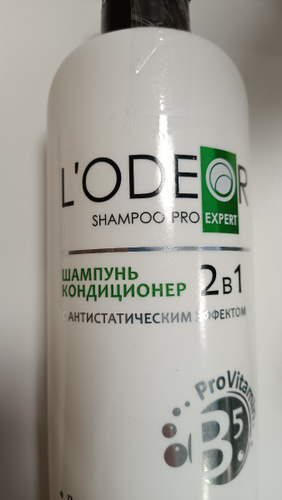 L'ODEOR
SHAMPOO PRO EXPERT
ШАМПУНЬ
КОНДИЦИОНЕР 2в1
С АНТИСТАТИЧЕСКИМ ЭФФЕКТОМ
ProVitamin
B5